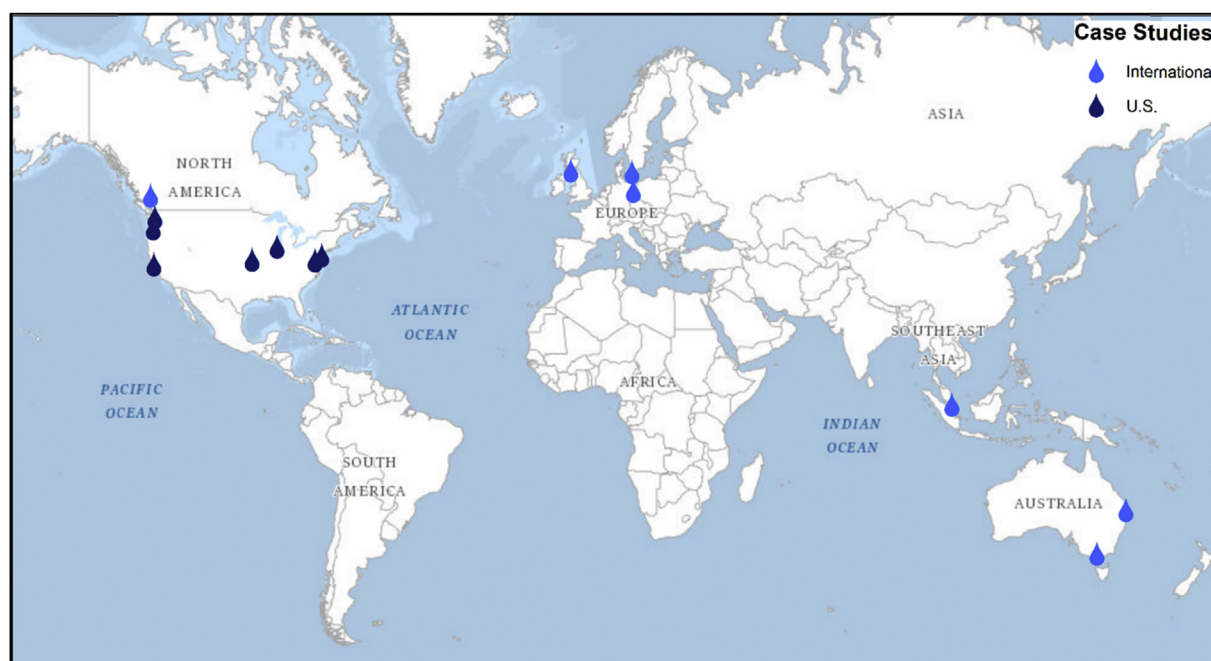 Case Studies
Internationa
U.S.
ASIA
NORTH
AMERICA
EUROPE
ATLANTIC
OCEAN
SOUTHEAST
ASIA
PACIFIC
OCEAN
AFRICA
INDIAN
OCEAN
SOUTH
AMERICA
AUSTRALIA